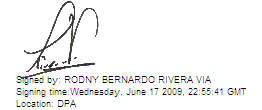 Signed by: RODNY BERNARDO RIVERA VIA
Signing time:Wednesday, June 17 2009, 22:55:41 GMT
Location: DPA